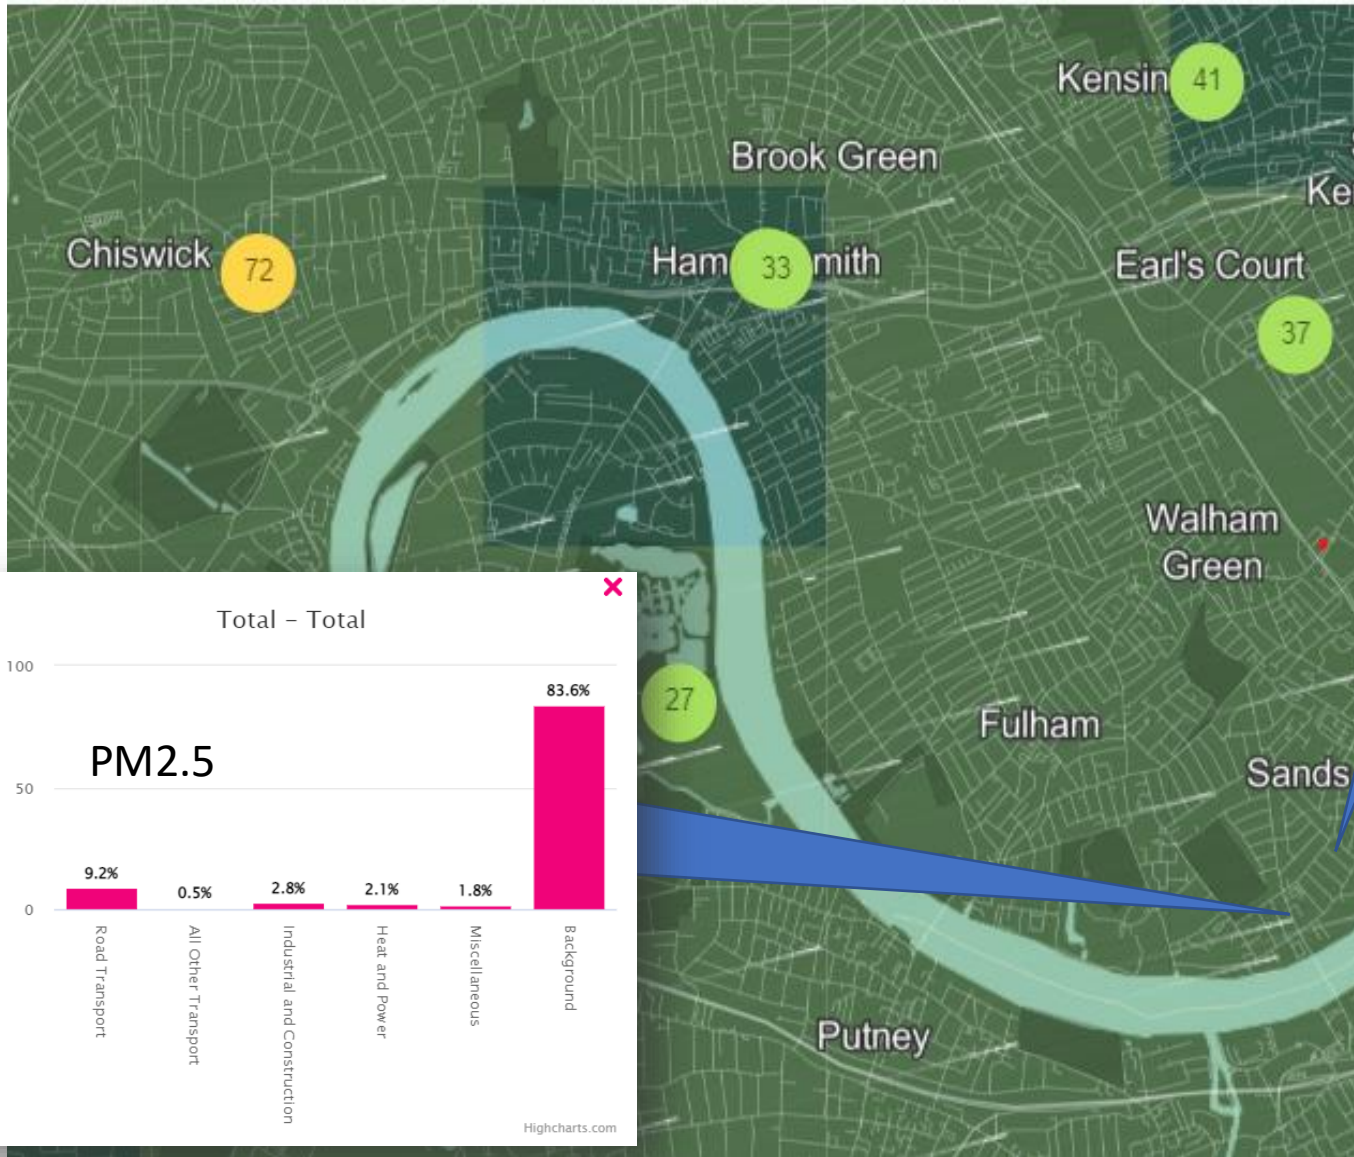 Kensin 41
Brook Green
Ke
Chiswick 72
Ham 33 mith
Earl's Court
37
Walham
Green
27
Fulham
Sands
Putney
Total – Total
100
50
0
PM2.5
9.2%
0.5%
2.8%
2.1%
1.8%
83.6%
Road Transport
All Other Transport
Industrial and Construction
Heat and Power
Miscellaneous
Background
Highcharts.com